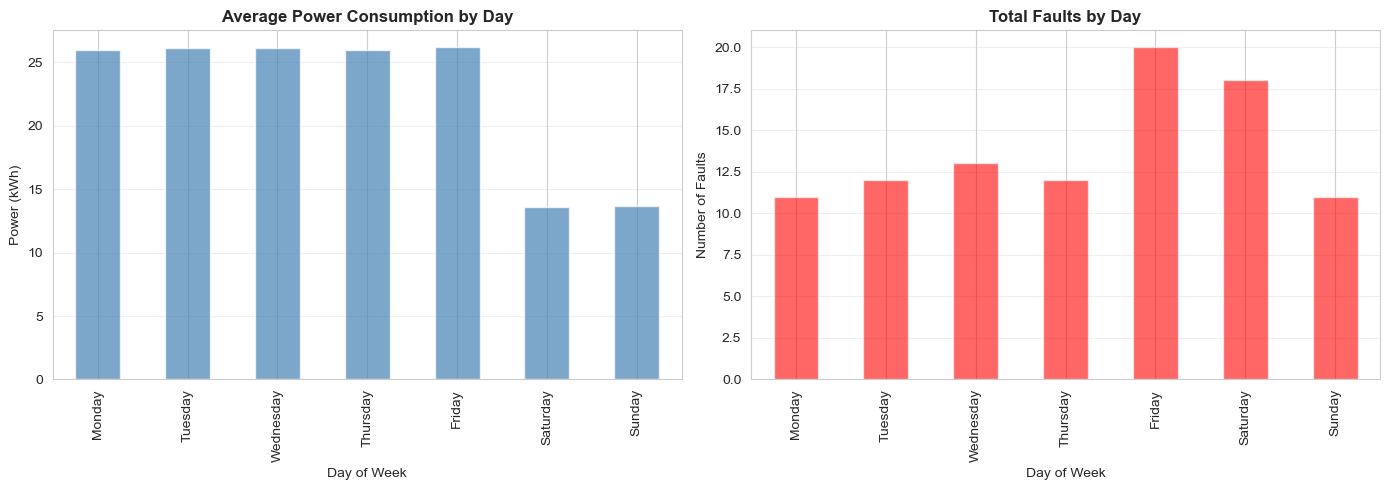 Average Power Consumption by Day
Power (kWh)
25
20
15
10
5
0
Monday
Tuesday
Wednesday
Thursday
Friday
Saturday
Sunday
Day of Week
Total Faults by Day
Number of Faults
20.0
17.5
15.0
12.5
10.0
7.5
5.0
2.5
0.0
Monday
Tuesday
Wednesday
Thursday
Friday
Saturday
Sunday
Day of Week